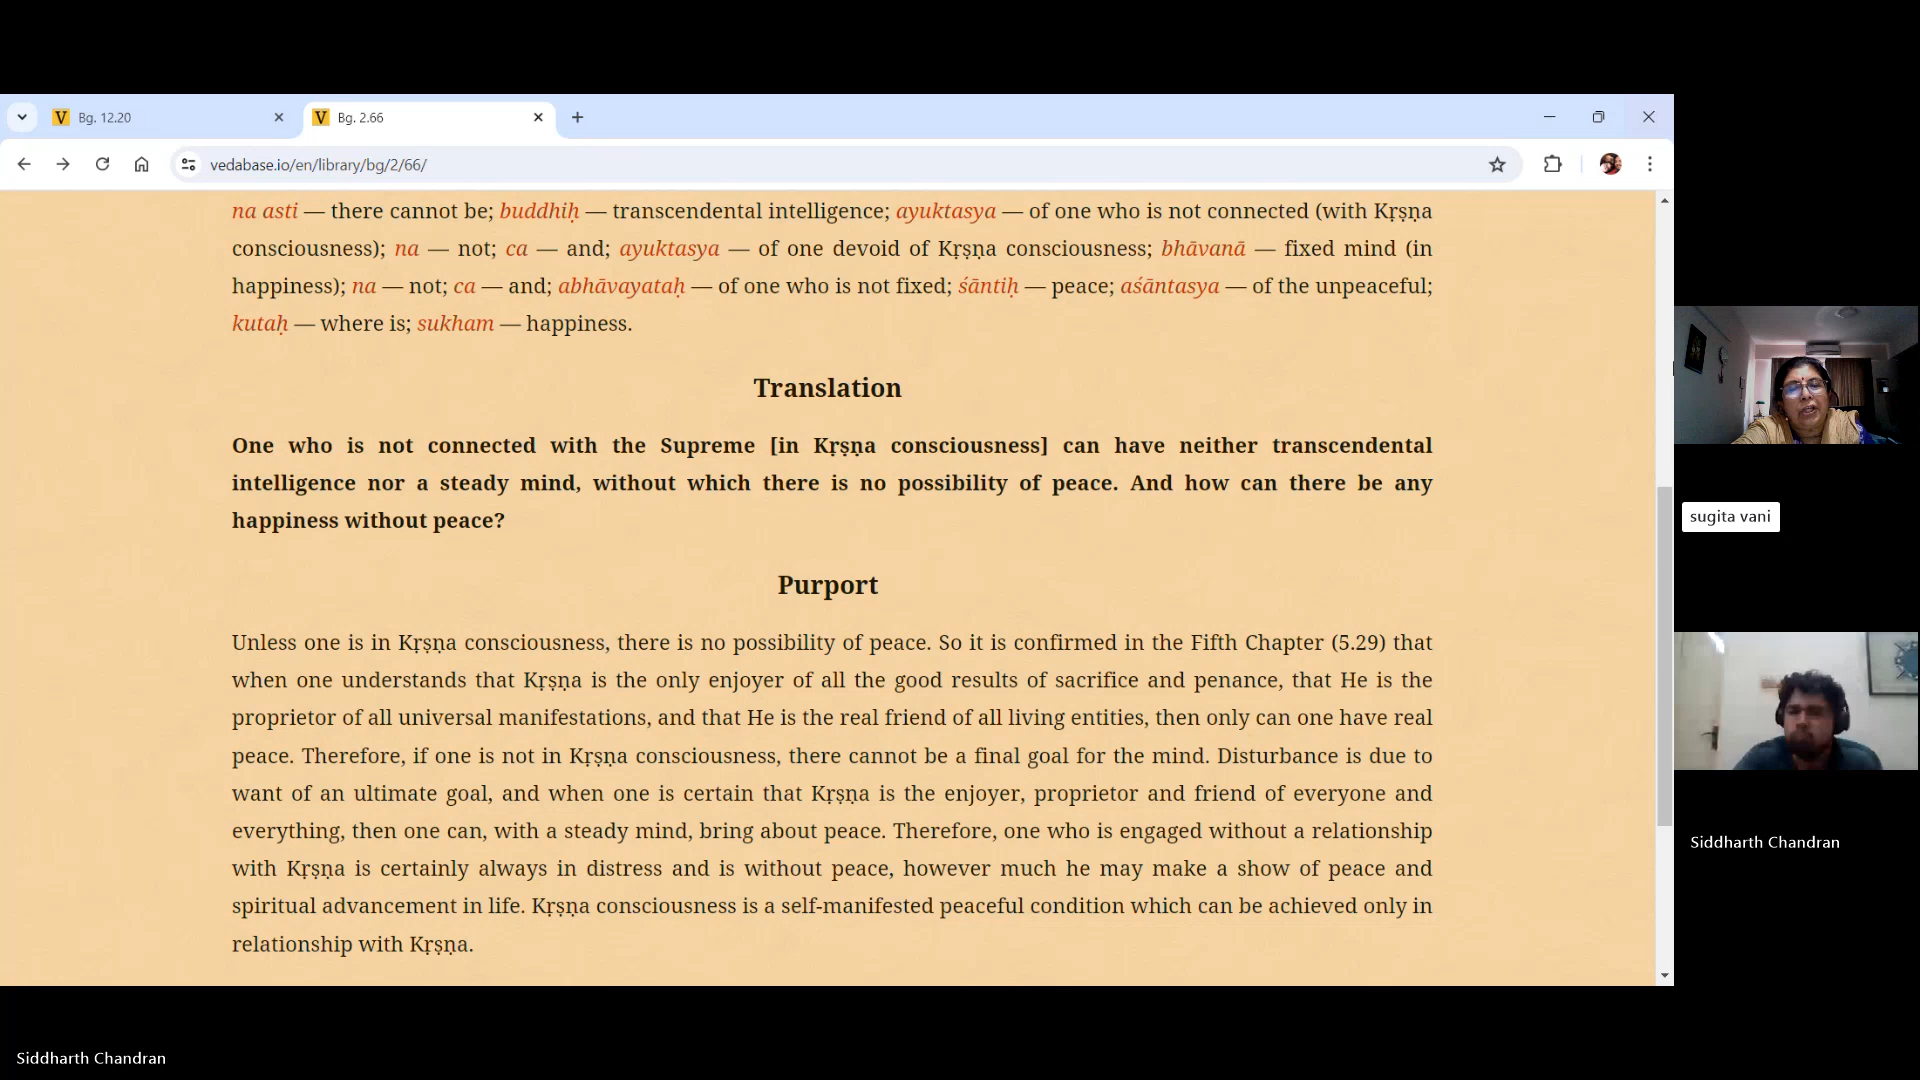 Bg. 12.20
Bg. 2.66
vedabase.io/en/library/bg/2/66/
na asti — there cannot be; buddhiḥ — transcendental intelligence; ayuktasya — of one who is not connected (with Kṛṣṇa
consciousness); na — not; ca — and; ayuktasya — of one devoid of Kṛṣṇa consciousness; bhāvanā — fixed mind (in
happiness); na — not; ca — and; abhāvayataḥ — of one who is not fixed; śāntiḥ — peace; aśāntasya — of the unpeaceful;
kutaḥ — where is; sukham — happiness.
Translation
One who is not connected with the Supreme [in Kṛṣṇa consciousness] can have neither transcendental
intelligence nor a steady mind, without which there is no possibility of peace. And how can there be any
happiness without peace?
Purport
Unless one is in Kṛṣṇa consciousness, there is no possibility of peace. So it is confirmed in the Fifth Chapter (5.29) that
when one understands that Kṛṣṇa is the only enjoyer of all the good results of sacrifice and penance, that He is the
proprietor of all universal manifestations, and that He is the real friend of all living entities, then only can one have real
peace. Therefore, if one is not in Kṛṣṇa consciousness, there cannot be a final goal for the mind. Disturbance is due to
want of an ultimate goal, and when one is certain that Kṛṣṇa is the enjoyer, proprietor and friend of everyone and
everything, then one can, with a steady mind, bring about peace. Therefore, one who is engaged without a relationship
with Kṛṣṇa is certainly always in distress and is without peace, however much he may make a show of peace and
spiritual advancement in life. Kṛṣṇa consciousness is a self-manifested peaceful condition which can be achieved only in
relationship with Kṛṣṇa.
sugita vani
Siddharth Chandran
Siddharth Chandran